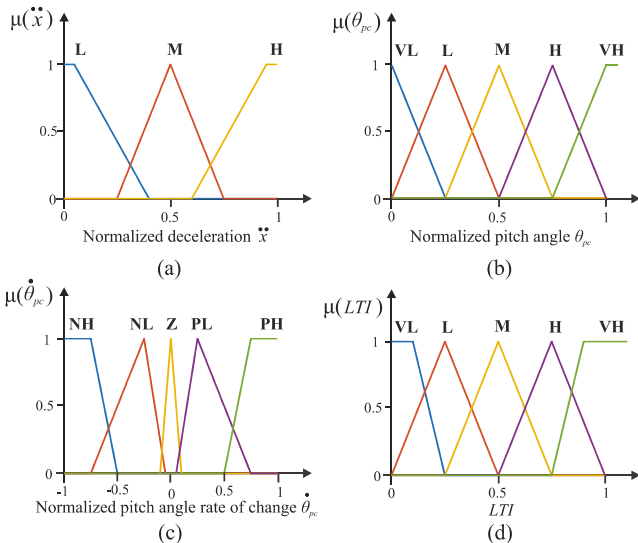 μ(ẍ)
L M H
1
0.5
0
0 0.5 1
Normalized deceleration ẍ
(a)
μ(θpc)
VL L M H VH
1
0.5
0
0 0.5 1
Normalized pitch angle θpc
(b)
μ(θ̇pc)
NH NL Z PL PH
1
0.5
0
-1 -0.5 0 0.5 1
Normalized pitch angle rate of change θ̇pc
(c)
μ(LTI)
VL L M H VH
1
0.5
0
0 0.5 1
LTI
(d)